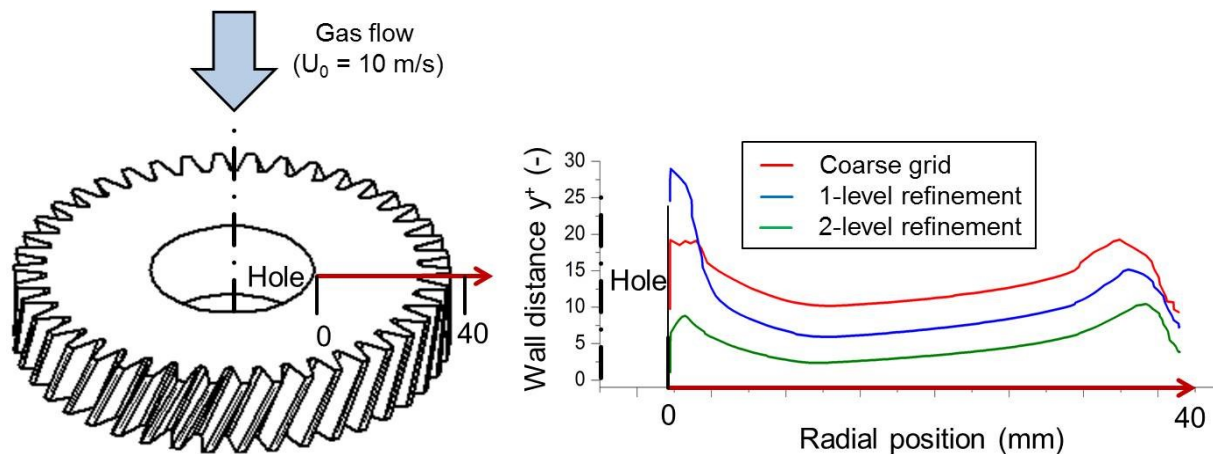 Gas flow
(U₀ = 10 m/s)
Hole
0
40
Wall distance y⁺ (-)
30
25
20
15
10
5
0
Hole
Coarse grid
1-level refinement
2-level refinement
0
40
Radial position (mm)